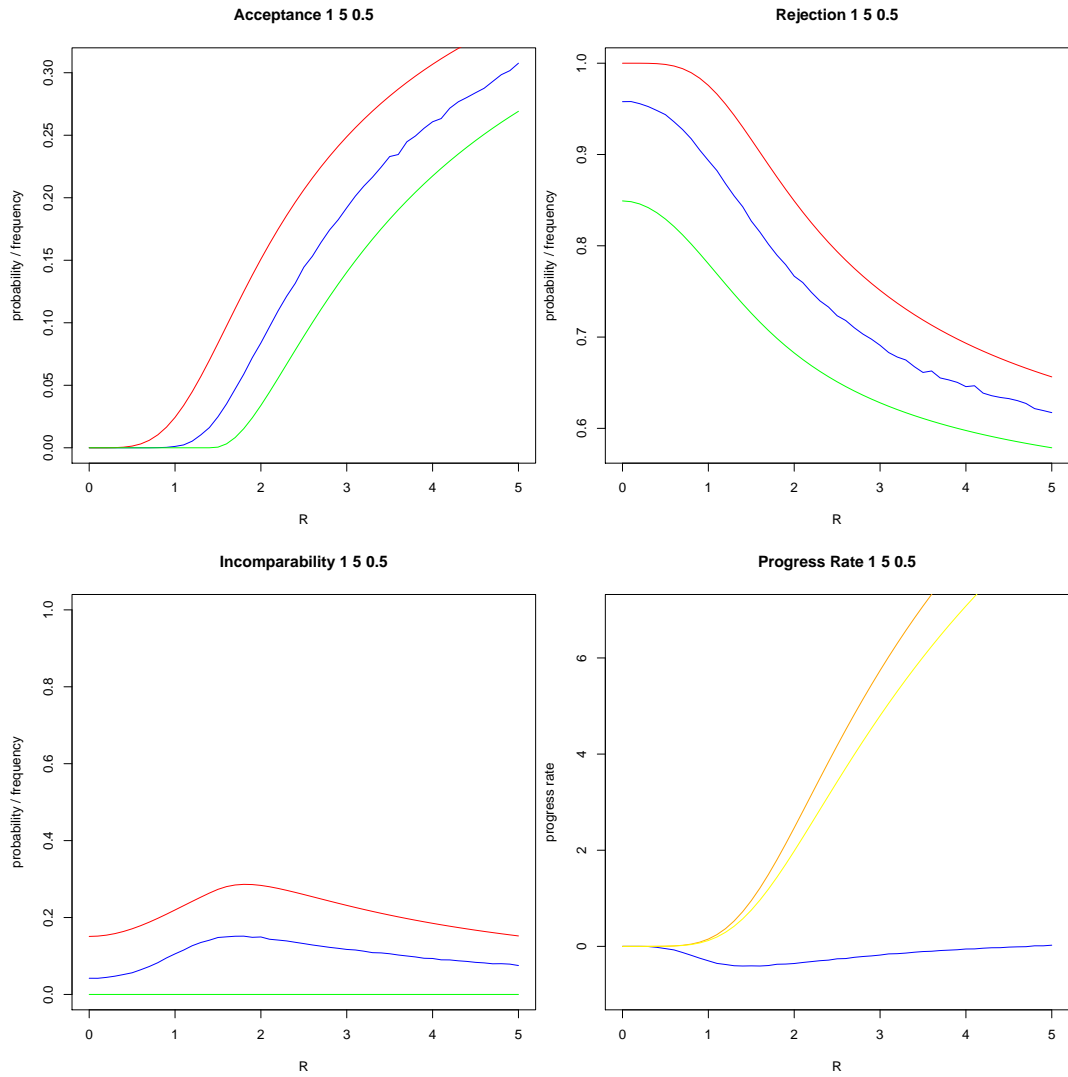 Acceptance 1 5 0.5
probability / frequency
0.00 0.05 0.10 0.15 0.20 0.25 0.30
0 1 2 3 4 5
R
Rejection 1 5 0.5
probability / frequency
0.6 0.7 0.8 0.9 1.0
0 1 2 3 4 5
R
Incomparability 1 5 0.5
probability / frequency
0.0 0.2 0.4 0.6 0.8 1.0
0 1 2 3 4 5
R
Progress Rate 1 5 0.5
progress rate
0 2 4 6
0 1 2 3 4 5
R